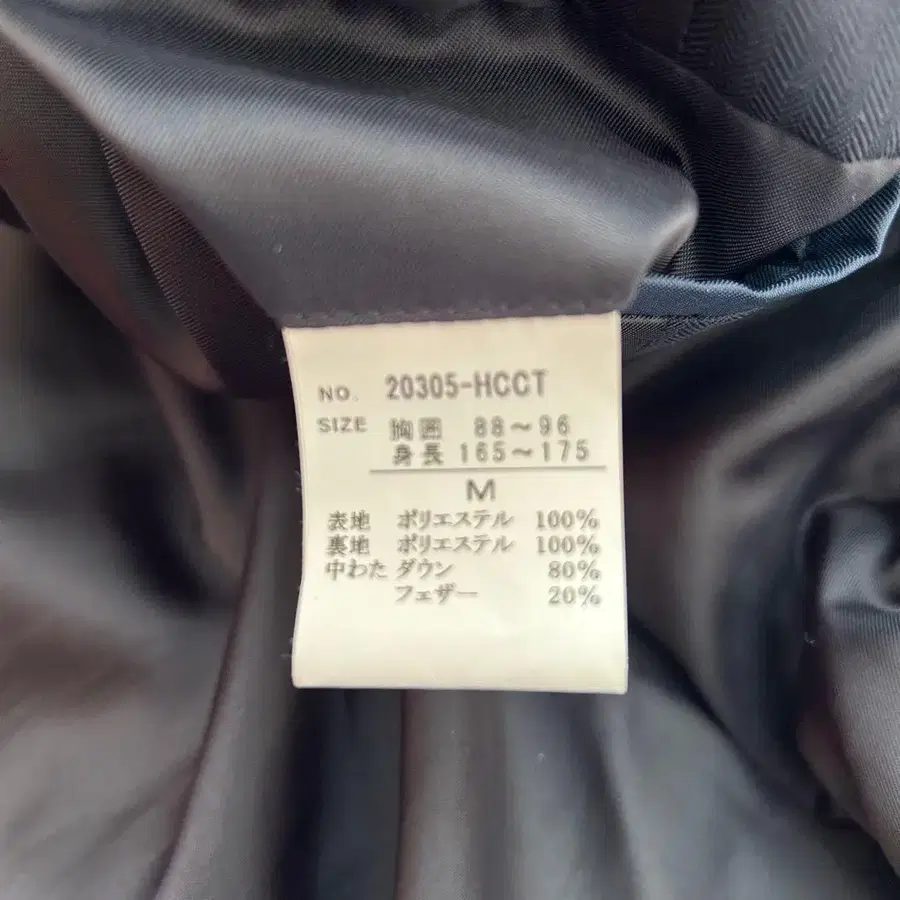 NO. 20305-HCCT
SIZE 胸囲 88～96
身長 165～175
M
表地 ポリエステル 100%
裏地 ポリエステル 100%
中わた ダウン 80%
フェザー 20%